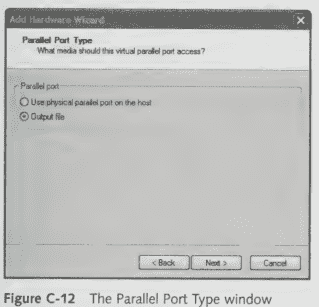 Add Hardware Wizard
Parallel Port Type
What media should this virtual parallel port access?
Parallel port
Use physical parallel port on the host
Output file
< Back
Next >
Cancel
Figure C-12 The Parallel Port Type window